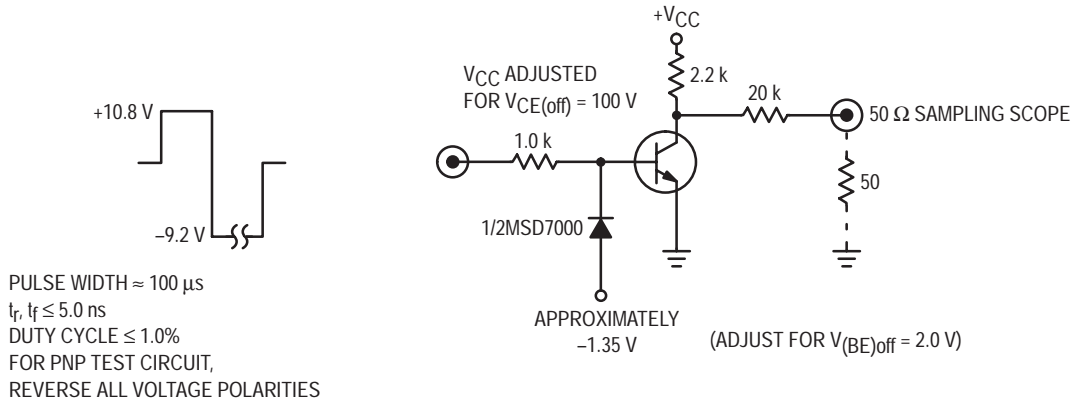 +10.8 V
–9.2 V
PULSE WIDTH ≈ 100 μs
tr, tf ≤ 5.0 ns
DUTY CYCLE ≤ 1.0%
FOR PNP TEST CIRCUIT,
REVERSE ALL VOLTAGE POLARITIES
+VCC
VCC ADJUSTED
FOR VCE(off) = 100 V
2.2 k
20 k
50 Ω SAMPLING SCOPE
1.0 k
50
1/2MSD7000
APPROXIMATELY
–1.35 V
(ADJUST FOR V(BE)off = 2.0 V)